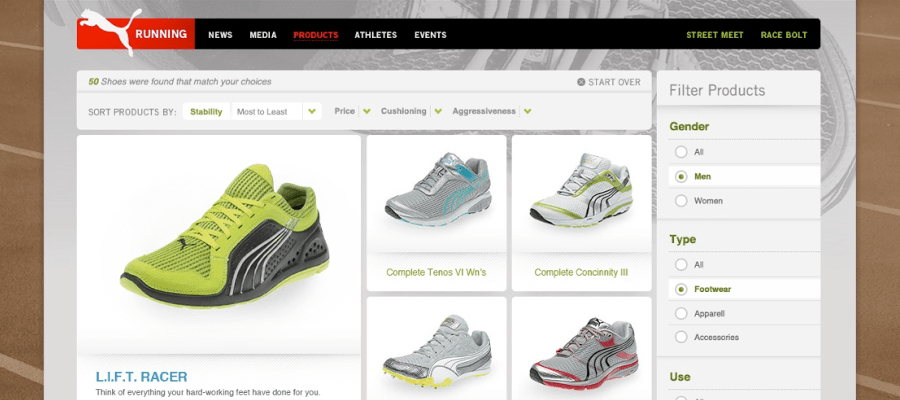 RUNNING
NEWS
MEDIA
PRODUCTS
ATHLETES
EVENTS
STREET MEET
RACE BOLT
50 Shoes were found that match your choices
START OVER
SORT PRODUCTS BY:
Stability
Most to Least
Price
Cushioning
Aggressiveness
Complete Tenos VI Wn's
Complete Concinnity III
L.I.F.T. RACER
Think of everything your hard-working feet have done for you.
Filter Products
Gender
All
Men
Women
Type
All
Footwear
Apparell
Accessories
Use